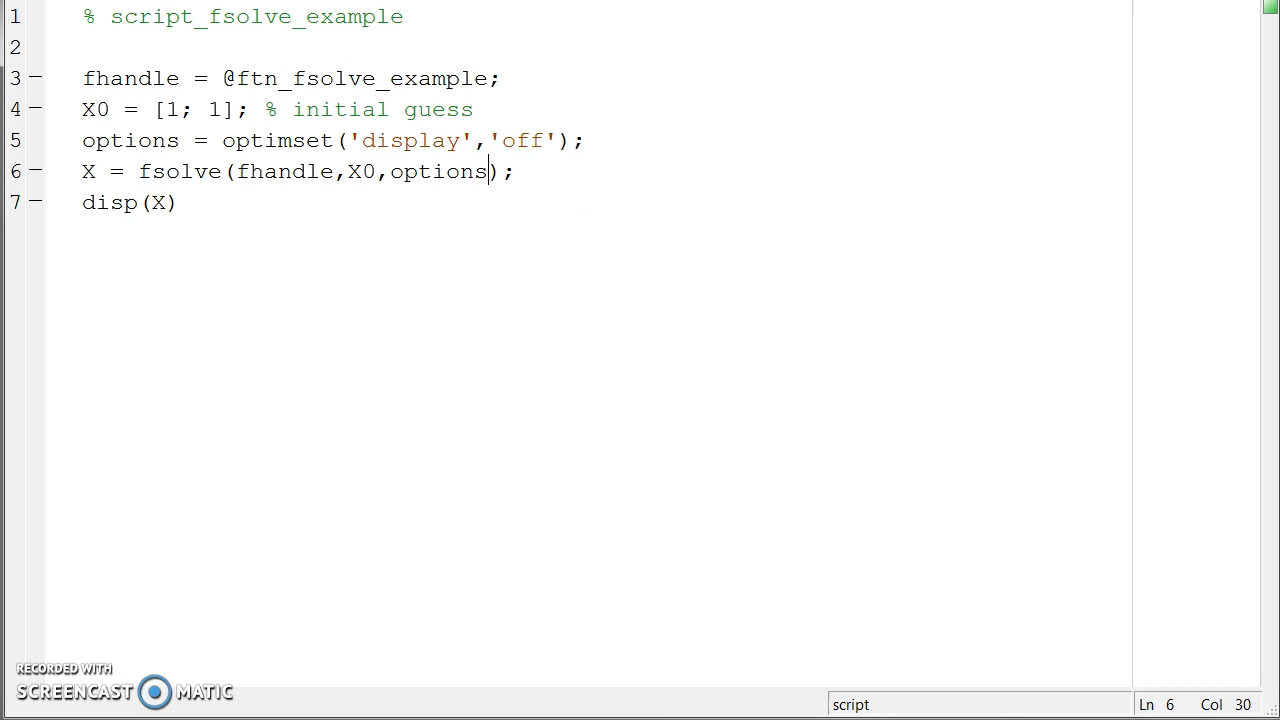 1 % script_fsolve_example
2
3 – fhandle = @ftn_fsolve_example;
4 – X0 = [1; 1]; % initial guess
5 options = optimset('display','off');
6 – X = fsolve(fhandle,X0,options);
7 – disp(X)
RECORDED WITH
SCREENCAST MATIC
script Ln 6 Col 30